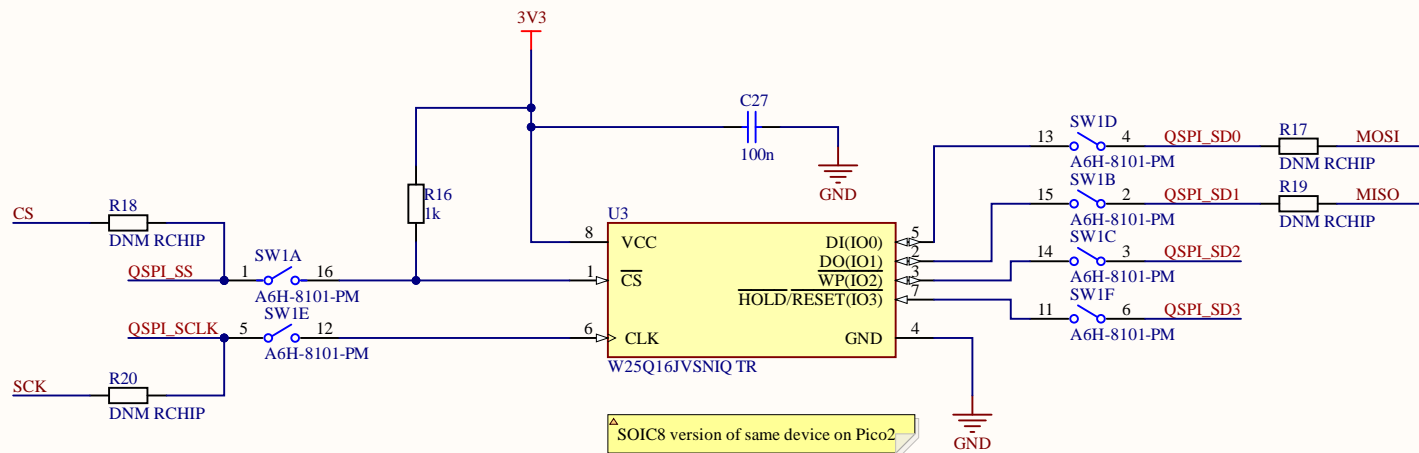 3V3
C27
100n
GND
SW1D
13
4
QSPI_SD0
R17
MOSI
A6H-8101-PM
DNM RCHIP
SW1B
15
2
QSPI_SD1
R19
MISO
A6H-8101-PM
DNM RCHIP
SW1C
14
3
QSPI_SD2
A6H-8101-PM
SW1F
11
6
QSPI_SD3
A6H-8101-PM
R16
1k
CS
R18
DNM RCHIP
QSPI_SS
1
SW1A
16
A6H-8101-PM
QSPI_SCLK
5
SW1E
12
A6H-8101-PM
SCK
R20
DNM RCHIP
U3
8
VCC
1
CS
6
CLK
DI(IO0)
5
DO(IO1)
2
WP(IO2)
3
HOLD/RESET(IO3)
7
GND
4
W25Q16JVSNIQ TR
GND
SOIC8 version of same device on Pico2